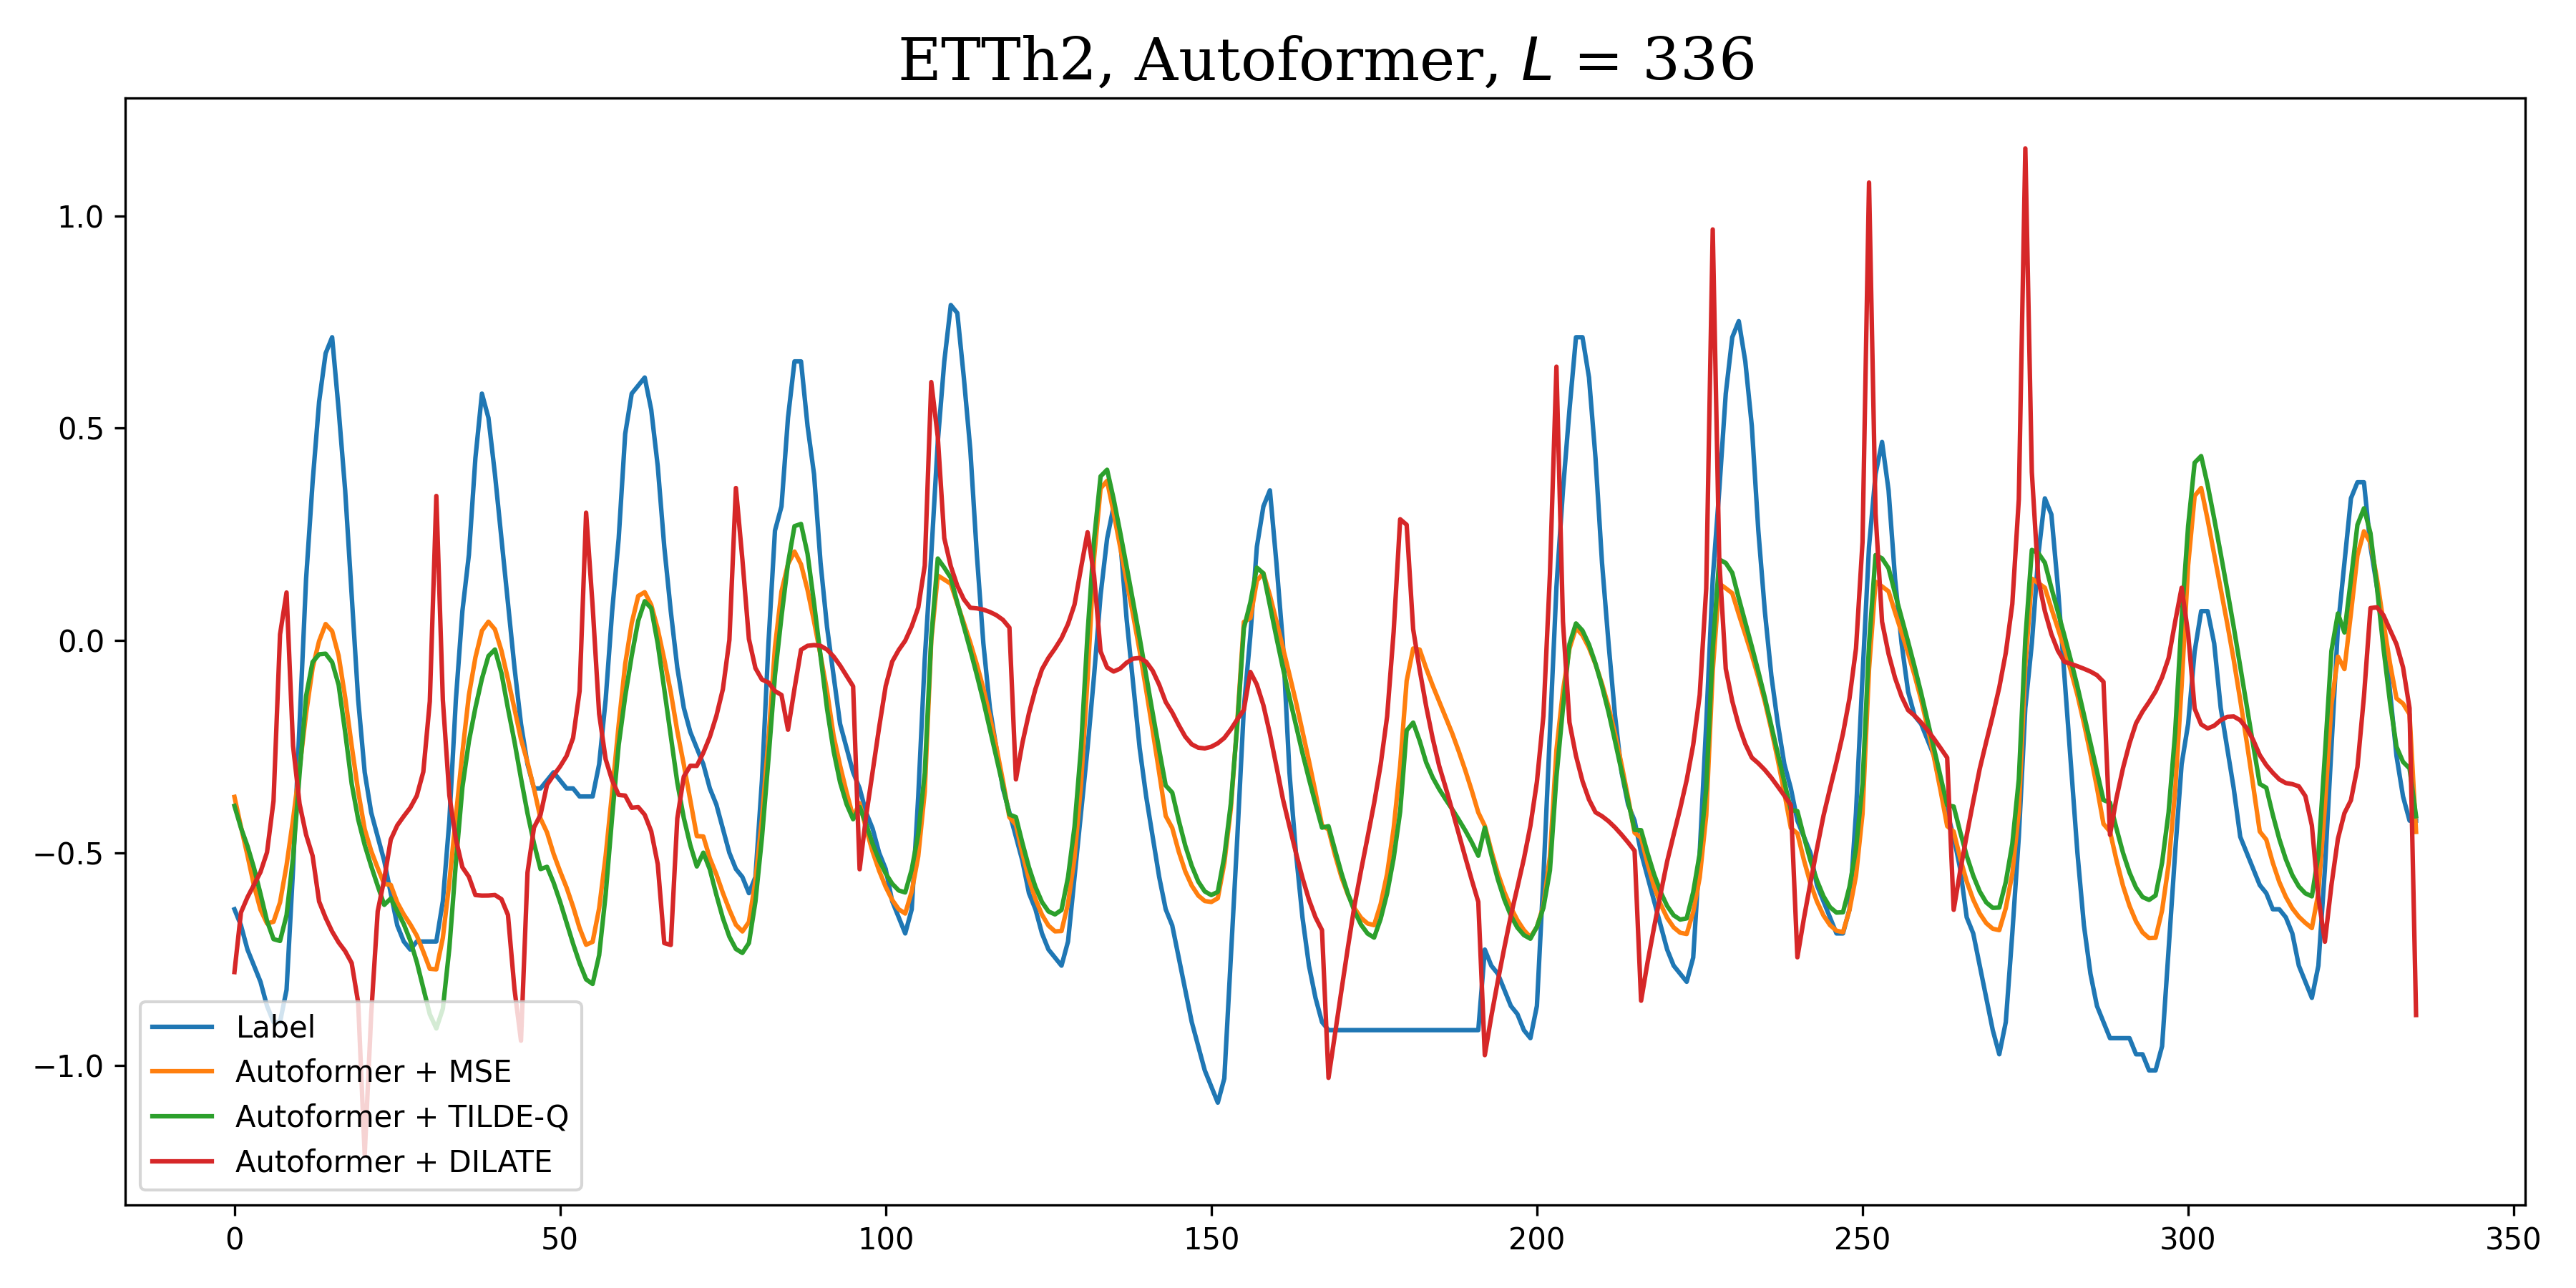 ETTh2, Autoformer, L = 336
1.0
0.5
0.0
−0.5
−1.0
Label
Autoformer + MSE
Autoformer + TILDE-Q
Autoformer + DILATE
0 50 100 150 200 250 300 350